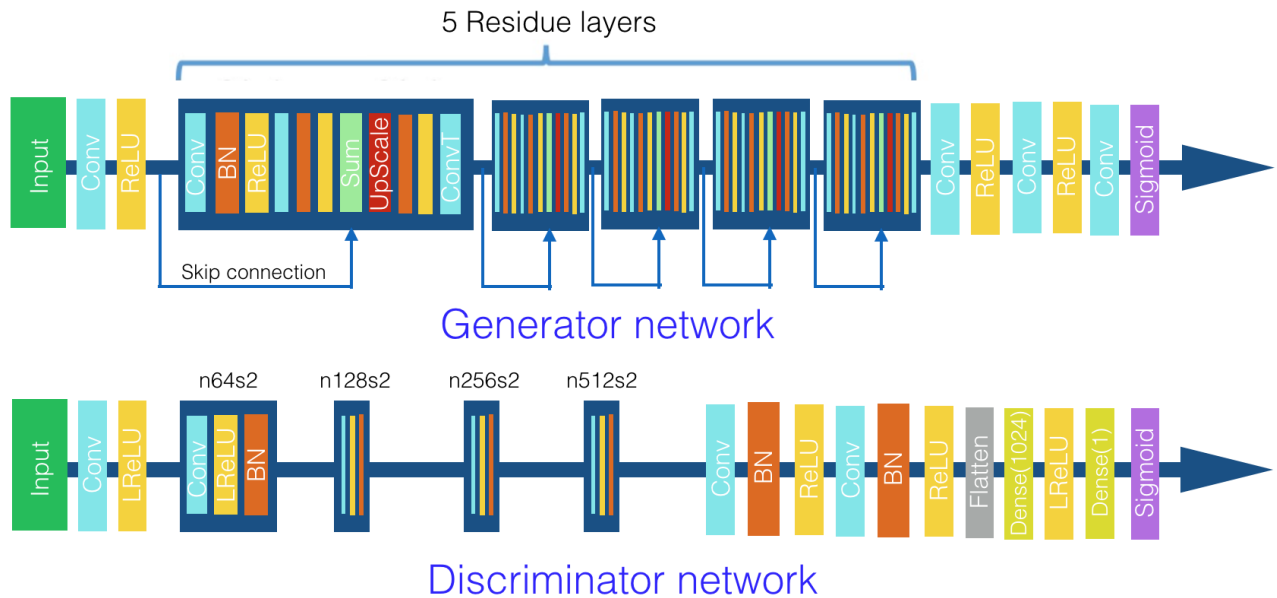 5 Residue layers
Input
Conv
ReLU
Conv
BN
ReLU
Sum
UpScale
ConvT
Conv
ReLU
Conv
ReLU
Conv
Sigmoid
Skip connection
Generator network
n64s2
n128s2
n256s2
n512s2
Input
Conv
LReLU
Conv
LReLU
BN
Conv
BN
ReLU
Conv
BN
ReLU
Flatten
Dense(1024)
LReLU
Dense(1)
Sigmoid
Discriminator network